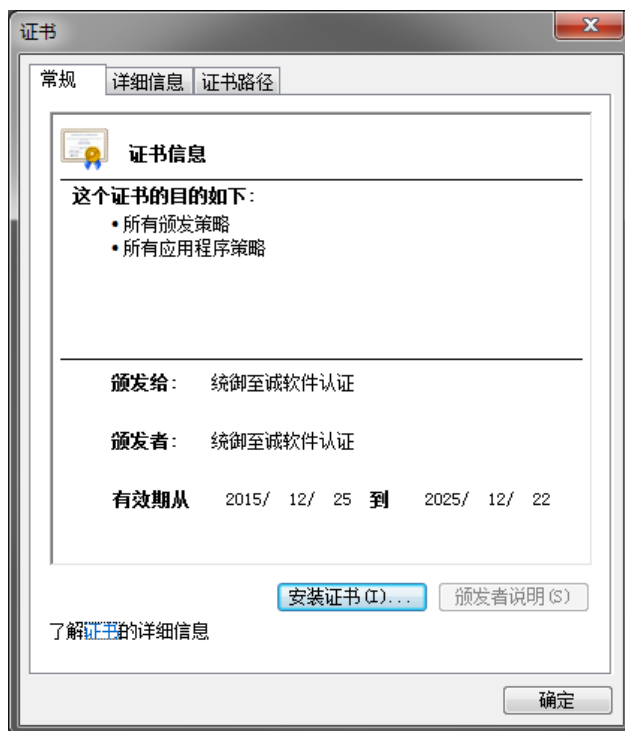 证书
常规 详细信息 证书路径
证书信息
这个证书的目的如下:
• 所有颁发策略
• 所有应用程序策略
颁发给: 统御至诚软件认证
颁发者: 统御至诚软件认证
有效期从 2015/ 12/ 25 到 2025/ 12/ 22
安装证书(I)... 颁发者说明(S)
了解证书的详细信息
确定